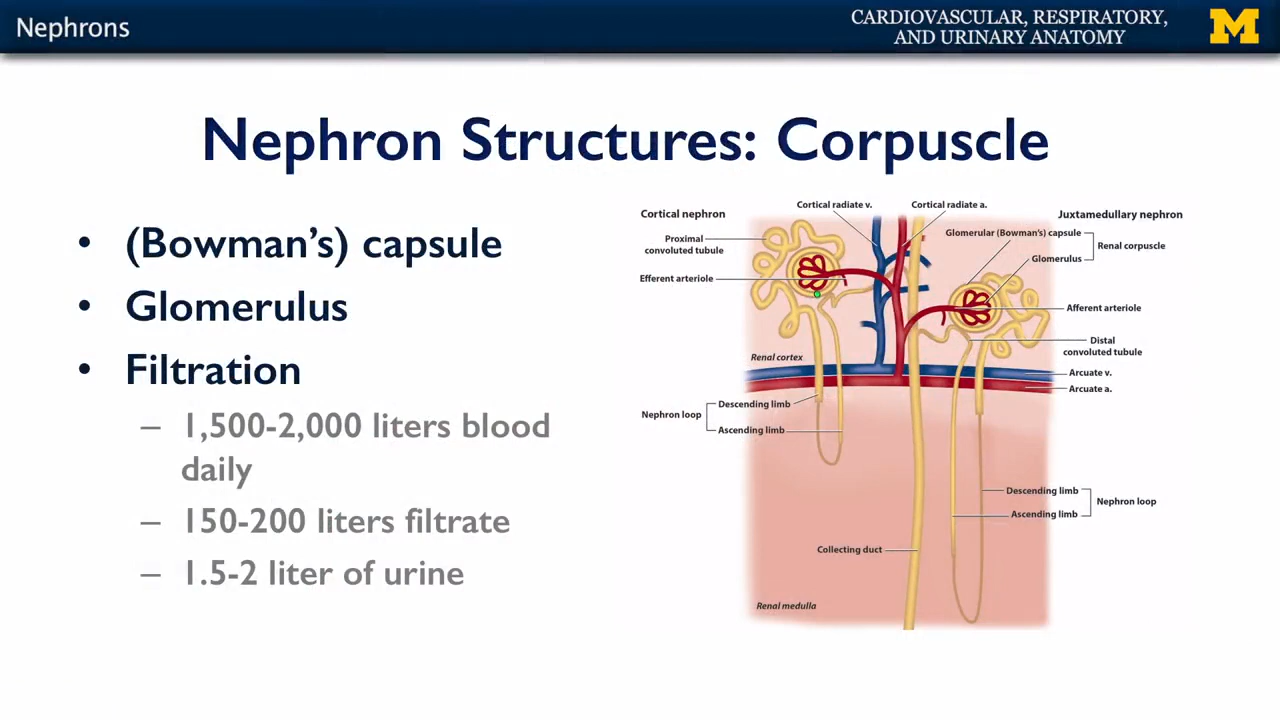 Nephrons
CARDIOVASCULAR, RESPIRATORY,
AND URINARY ANATOMY
M
Nephron Structures: Corpuscle
• (Bowman’s) capsule
• Glomerulus
• Filtration
– 1,500-2,000 liters blood
daily
– 150-200 liters filtrate
– 1.5-2 liter of urine
Cortical radiate v.
Cortical radiate a.
Cortical nephron
Juxtamedullary nephron
Proximal
convoluted tubule
Efferent arteriole
Glomerular (Bowman’s) capsule
Renal corpuscle
Glomerulus
Afferent arteriole
Distal
convoluted tubule
Renal cortex
Arcuate v.
Arcuate a.
Descending limb
Nephron loop
Ascending limb
Descending limb
Nephron loop
Ascending limb
Collecting duct
Renal medulla